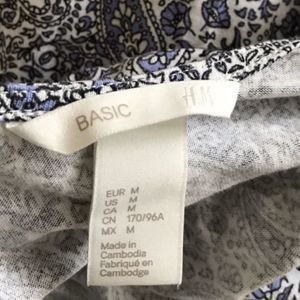 BASIC
H&M
EUR M
US M
CA M
CN 170/96A
MX M
Made in
Cambodia
Fabriqué en
Cambodge